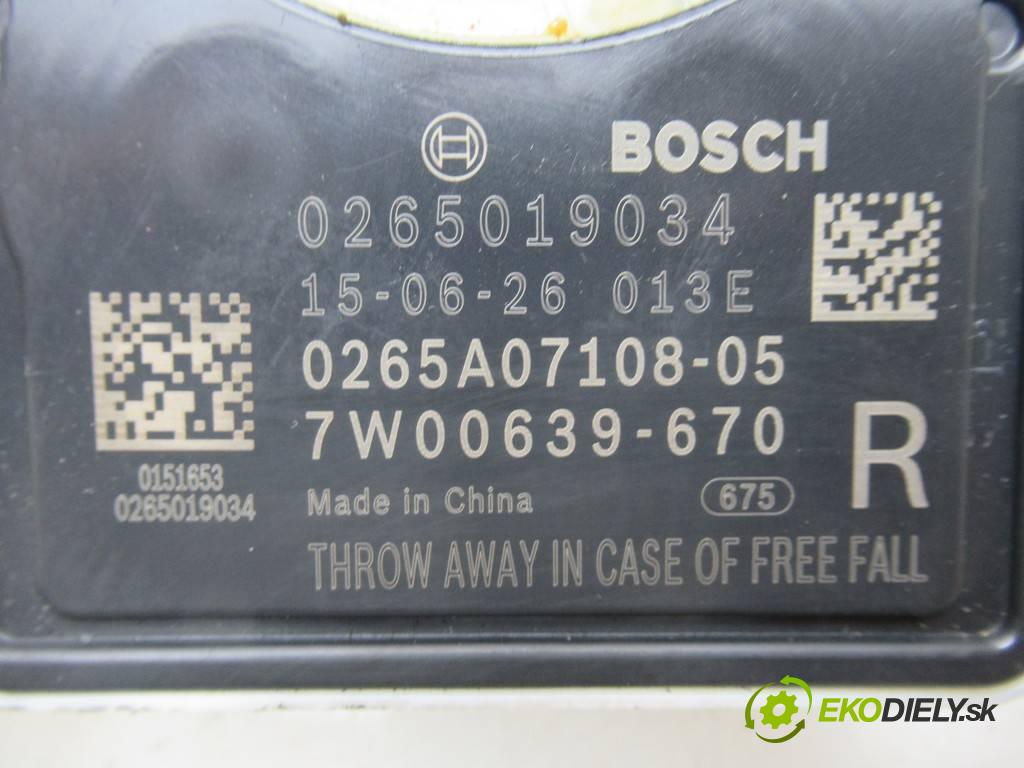 BOSCH
0265019034
15-06-26 013E
0265A07108-05
7W00639-670
R
0151653
0265019034
Made in China
675
THROW AWAY IN CASE OF FREE FALL
EKODIELY.sk